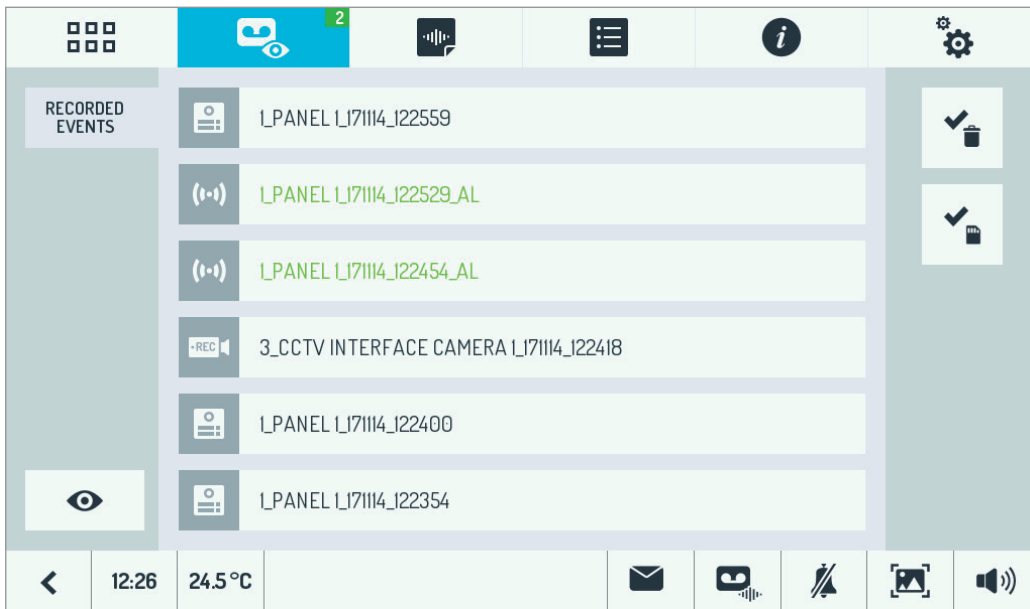 2
RECORDED
EVENTS
1_PANEL 1_171114_122559
1_PANEL 1_171114_122529_AL
1_PANEL 1_171114_122454_AL
•REC
3_CCTV INTERFACE CAMERA 1_171114_122418
1_PANEL 1_171114_122400
1_PANEL 1_171114_122354
12:26
24.5 °C